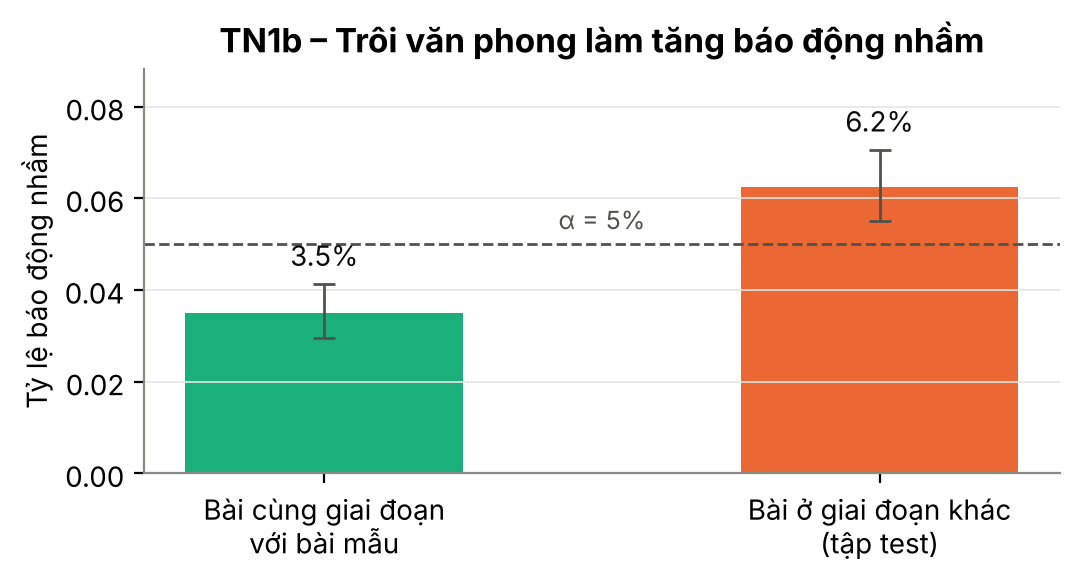 TN1b – Trôi văn phong làm tăng báo động nhầm
Tỷ lệ báo động nhầm
0.08
0.06
0.04
0.02
0.00
6.2%
α = 5%
3.5%
Bài cùng giai đoạn
với bài mẫu
Bài ở giai đoạn khác
(tập test)